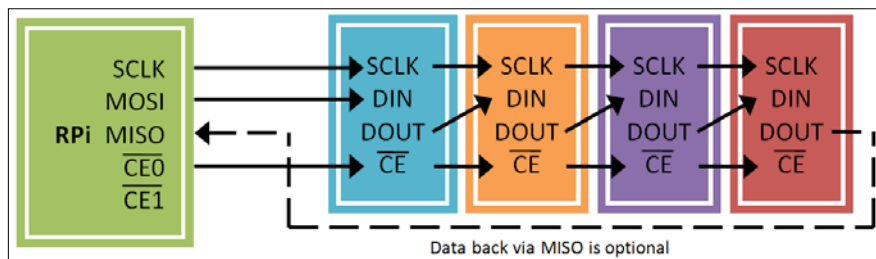 SCLK
MOSI
RPi MISO
CE0
CE1
SCLK
DIN
DOUT
CE
SCLK
DIN
DOUT
CE
SCLK
DIN
DOUT
CE
SCLK
DIN
DOUT
CE
Data back via MISO is optional